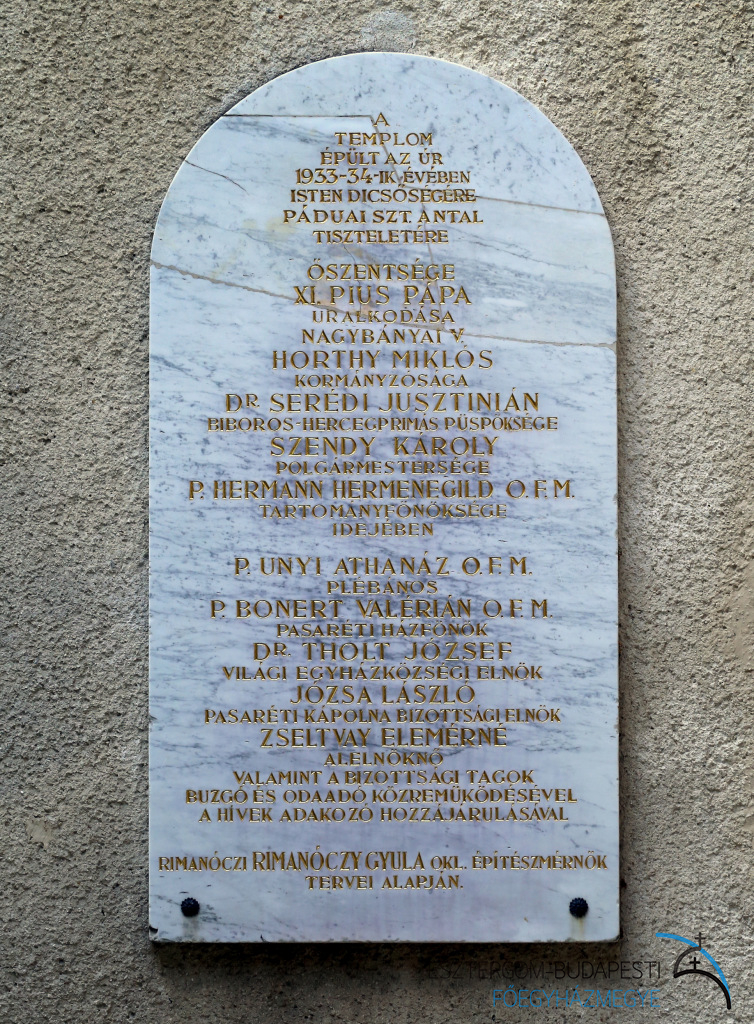 A
TEMPLOM
ÉPÜLT AZ ÚR
1933-34-IK ÉVÉBEN
ISTEN DICSŐSÉGÉRE
PÁDUAI SZT. ANTAL
TISZTELETÉRE
ŐSZENTSÉGE
XI. PIUS PÁPA
URALKODÁSA
NAGYBÁNYAI V.
HORTHY MIKLÓS
KORMÁNYZÓSÁGA
DR SERÉDI JUSZTINIÁN
BIBOROS-HERCEGPRIMÁS PÜSPÖKSÉGE
SZENDY KÁROLY
POLGÁRMESTERSÉGE
P. HERMANN HERMENEGILD O.F.M.
TARTOMÁNYFŐNÖKSÉGE
IDEJÉBEN
P. UNYI ATHANÁZ O.F.M.
PLÉBÁNOS
P. BONERT VALÉRIÁN O.F.M.
PASARÉTI HÁZFŐNÖK
DR. THOLT JÓZSEF
VILÁGI EGYHÁZKÖZSÉGI ELNÖK
JÓZSA LÁSZLÓ
PASARÉTI KÁPOLNA BIZOTTSÁGI ELNÖK
ZSELTVAY ELEMÉRNÉ
ALELNÖKNŐ
VALAMINT A BIZOTTSÁGI TAGOK
BUZGÓ ÉS ODAADÓ KÖZREMŰKÖDÉSÉVEL
A HÍVEK ADAKOZÓ HOZZÁJÁRULÁSÁVAL
RIMANÓCZI RIMANÓCZY GYULA OKL. ÉPÍTÉSZMÉRNÖK
TERVEI ALAPJÁN.
ESZTERGOM-BUDAPESTI
FŐEGYHÁZMEGYE